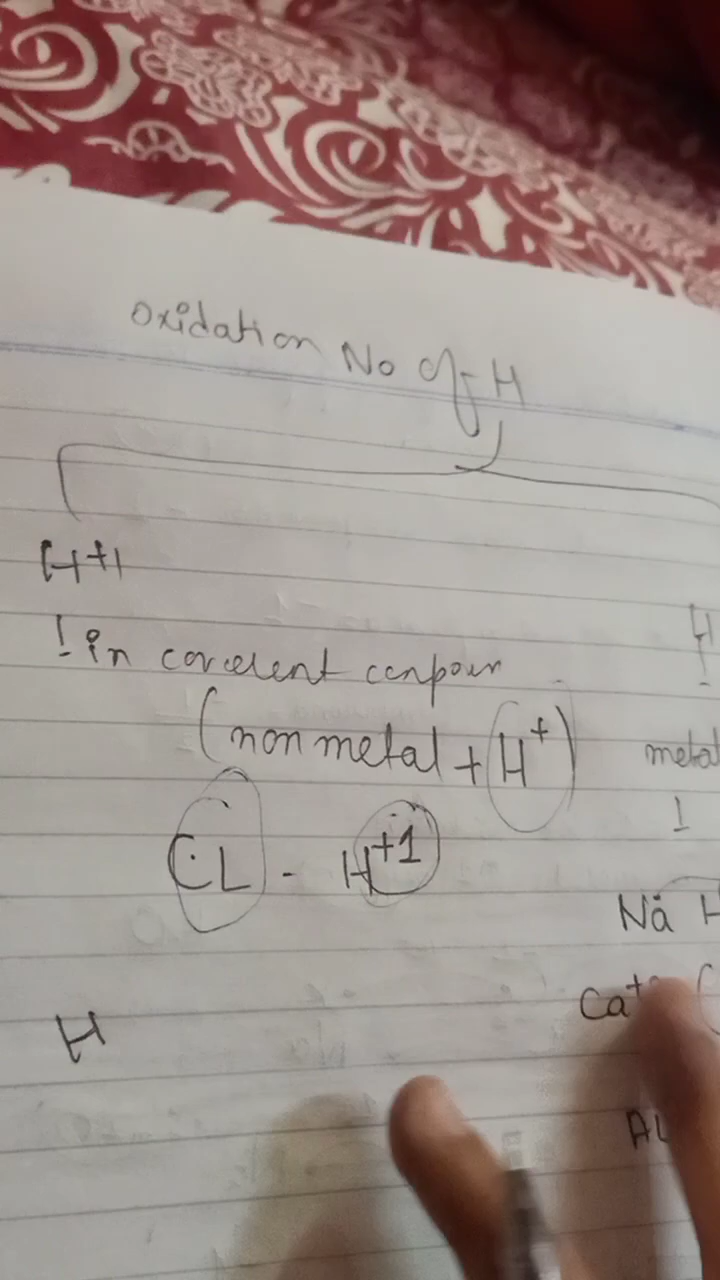 Oxidation No of H
H+1
! in covelent conpoun
(non metal + H+)
CL - H+1
H
H
metal
Na H
Ca+
AL